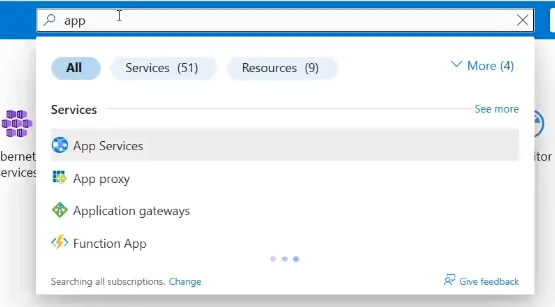 app
All
Services (51)
Resources (9)
More (4)
Services
See more
App Services
App proxy
Application gateways
Function App
Searching all subscriptions. Change
Give feedback
bernet
ervices
itor